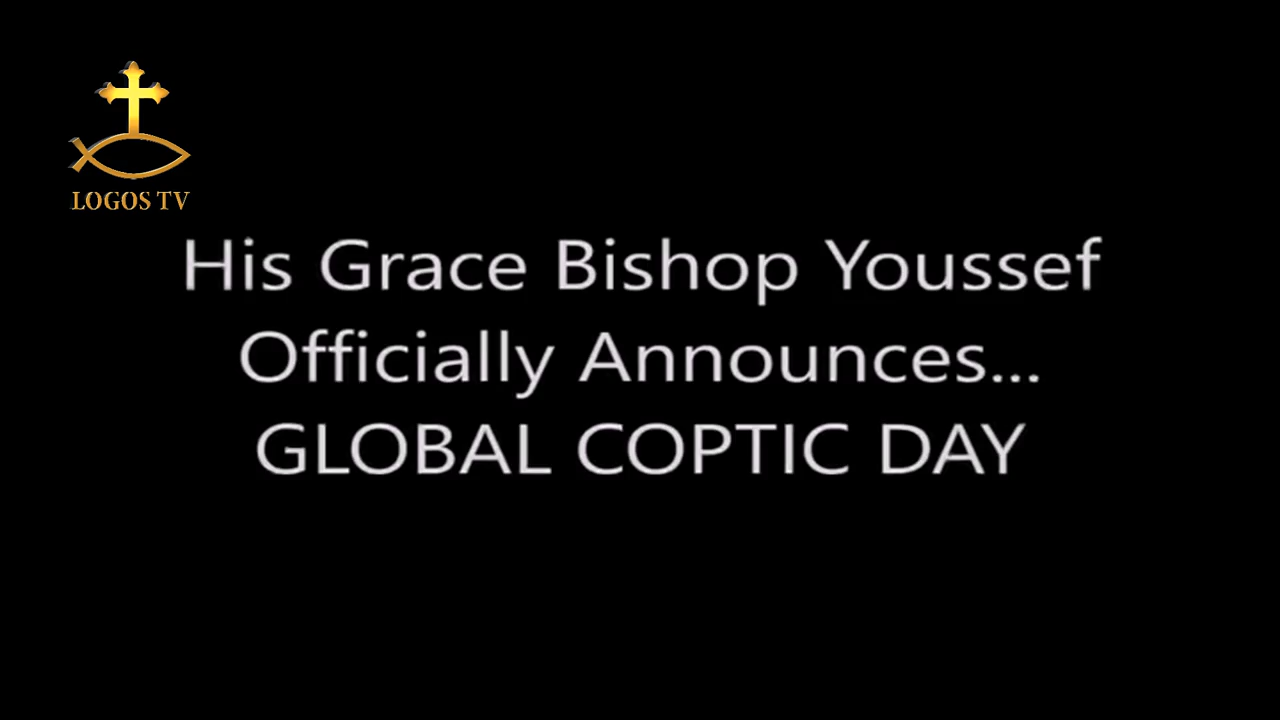 LOGOS TV
His Grace Bishop Youssef
Officially Announces...
GLOBAL COPTIC DAY